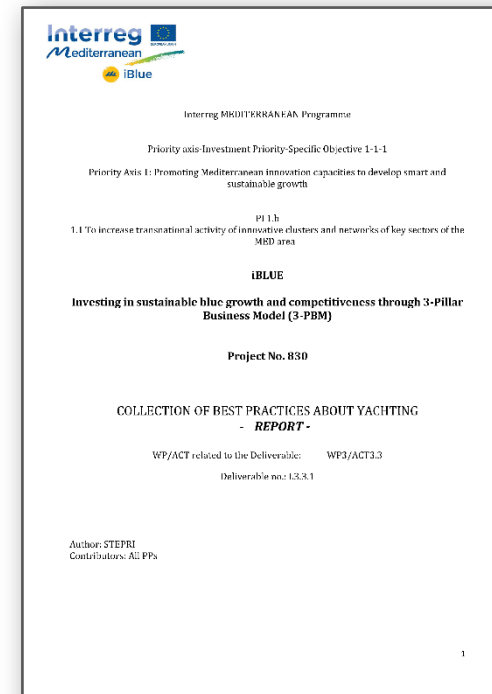 Interreg
EUROPEAN UNION
Mediterranean
iBlue
Interreg MEDITERRANEAN Programme
Priority axis-Investment Priority-Specific Objective 1-1-1
Priority Axis 1: Promoting Mediterranean innovation capacities to develop smart and
sustainable growth
PI 1.b
1.1 To increase transnational activity of innovative clusters and networks of key sectors of the
MED area
iBLUE
Investing in sustainable blue growth and competitiveness through 3-Pillar
Business Model (3-PBM)
Project No. 830
COLLECTION OF BEST PRACTICES ABOUT YACHTING
- REPORT -
WP/ACT related to the Deliverable: WP3/ACT3.3
Deliverable no.: I.3.3.1
Author: STEPRI
Contributors: All PPs
1